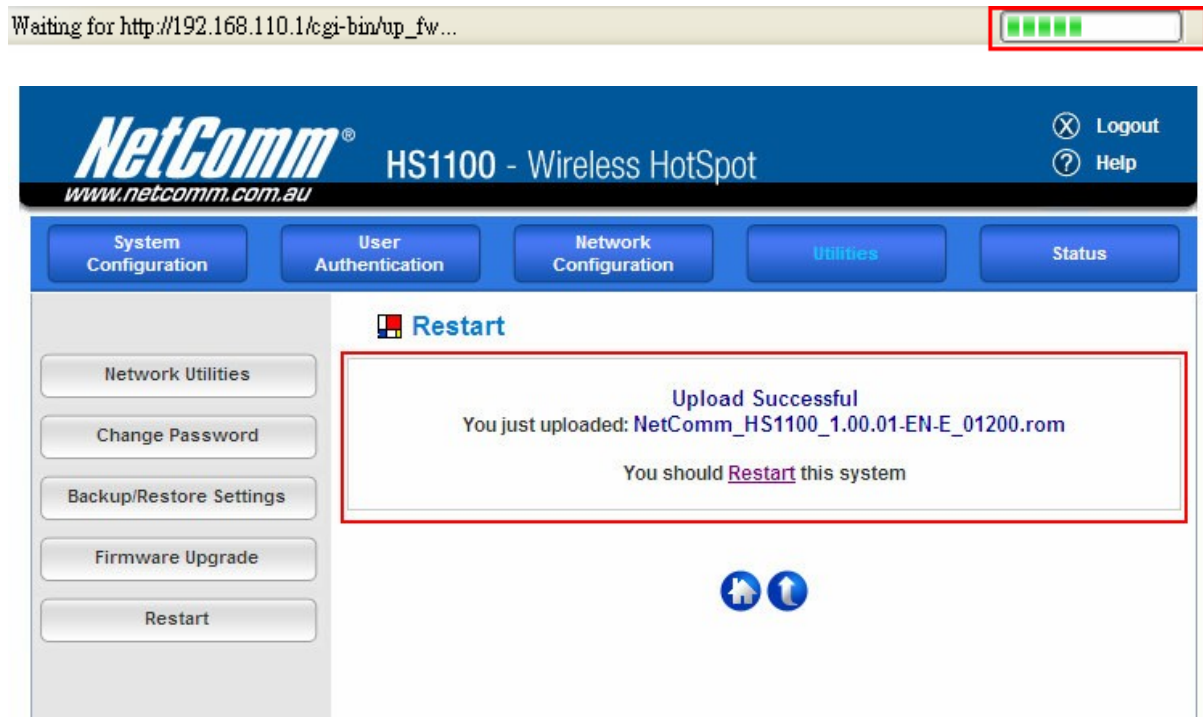 Waiting for http://192.168.110.1/cgi-bin/up_fw...
NetComm®
www.netcomm.com.au
HS1100 - Wireless HotSpot
Logout
Help
System
Configuration
User
Authentication
Network
Configuration
Utilities
Status
Network Utilities
Change Password
Backup/Restore Settings
Firmware Upgrade
Restart
Restart
Upload Successful
You just uploaded: NetComm_HS1100_1.00.01-EN-E_01200.rom
You should Restart this system